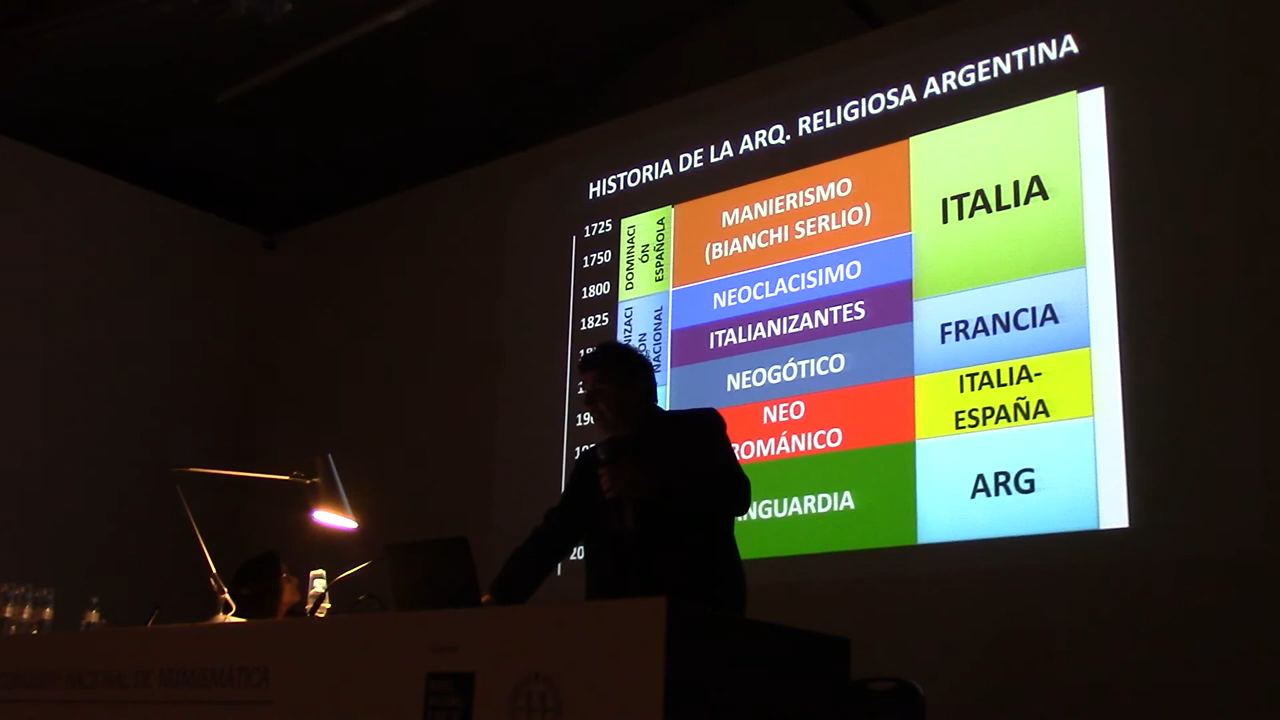 HISTORIA DE LA ARQ. RELIGIOSA ARGENTINA
1725
1750
1800
1825
DOMINACI
ÓN
ESPAÑOLA
NACIONAL
MANIERISMO
(BIANCHI SERLIO)
NEOCLACISIMO
ITALIANIZANTES
NEOGÓTICO
NEO
ROMÁNICO
ITALIA
FRANCIA
ITALIA-
ESPAÑA
ARG